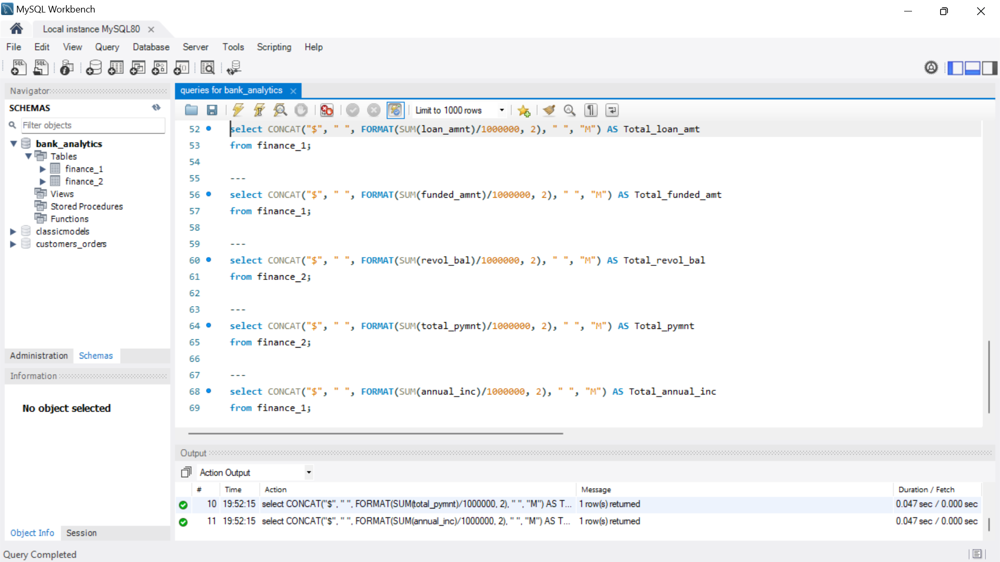 MySQL Workbench
Local instance MySQL80
File Edit View Query Database Server Tools Scripting Help
Navigator
SCHEMAS
Filter objects
bank_analytics
Tables
finance_1
finance_2
Views
Stored Procedures
Functions
classicmodels
customers_orders
Administration Schemas
Information
No object selected
Object Info Session
queries for bank_analytics
Limit to 1000 rows
52 select CONCAT("$", " ", FORMAT(SUM(loan_amnt)/1000000, 2), " ", "M") AS Total_loan_amt
53 from finance_1;
54
55 ---
56 select CONCAT("$", " ", FORMAT(SUM(funded_amnt)/1000000, 2), " ", "M") AS Total_funded_amt
57 from finance_1;
58
59 ---
60 select CONCAT("$", " ", FORMAT(SUM(revol_bal)/1000000, 2), " ", "M") AS Total_revol_bal
61 from finance_2;
62
63 ---
64 select CONCAT("$", " ", FORMAT(SUM(total_pymnt)/1000000, 2), " ", "M") AS Total_pymnt
65 from finance_2;
66
67 ---
68 select CONCAT("$", " ", FORMAT(SUM(annual_inc)/1000000, 2), " ", "M") AS Total_annual_inc
69 from finance_1;
Output
Action Output
# Time Action Message Duration / Fetch
10 19:52:15 select CONCAT("$", " ", FORMAT(SUM(total_pymnt)/1000000, 2), " ", "M") AS T... 1 row(s) returned 0.047 sec / 0.000 sec
11 19:52:15 select CONCAT("$", " ", FORMAT(SUM(annual_inc)/1000000, 2), " ", "M") AS T... 1 row(s) returned 0.047 sec / 0.000 sec
Query Completed